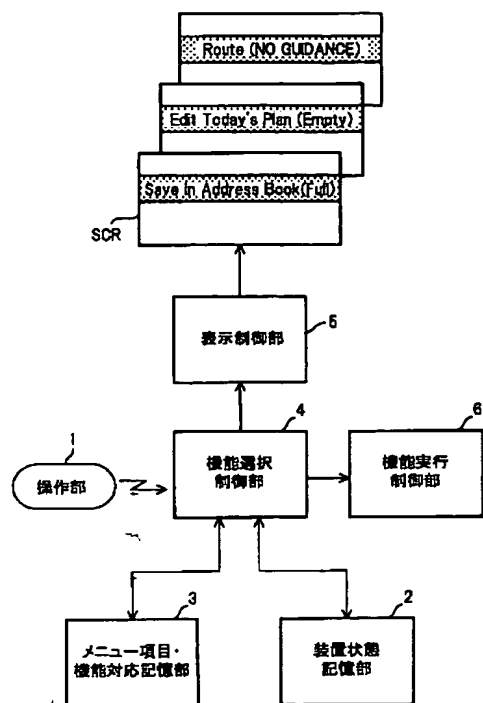 Route (NO GUIDANCE)
Edit Today's Plan (Empty)
Save in Address Book(Full)
SCR
5
表示制御部
4
6
1
機能選択
制御部
機能実行
制御部
操作部
3
2
メニュー項目・
機能対応記憶部
装置状態
記憶部